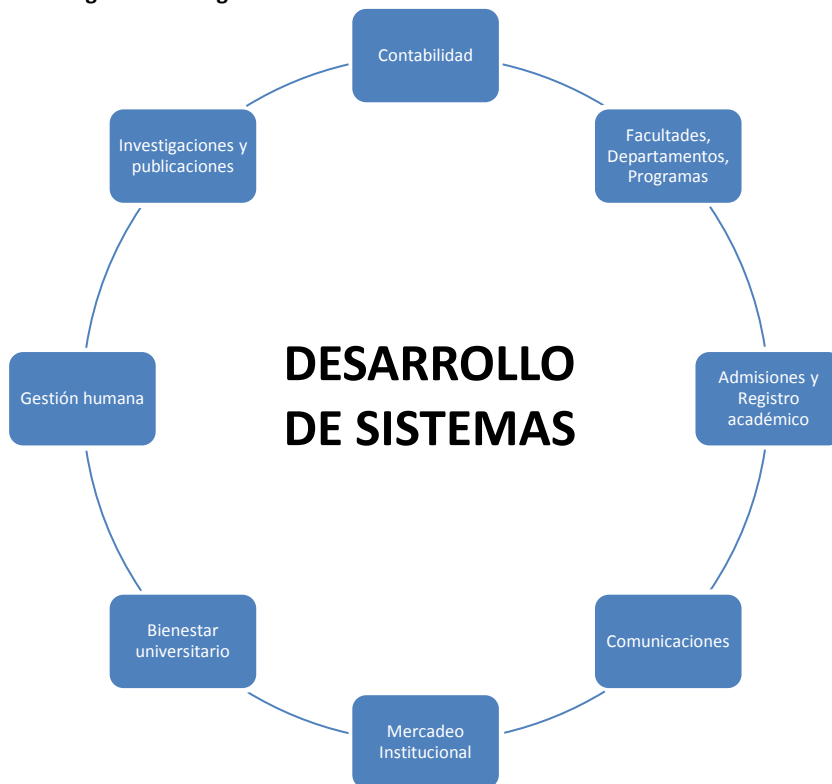 Contabilidad
Facultades,
Departamentos,
Programas
Admisiones y
Registro
académico
Comunicaciones
Mercadeo
Institucional
Bienestar
universitario
Gestión humana
Investigaciones y
publicaciones
DESARROLLO
DE SISTEMAS